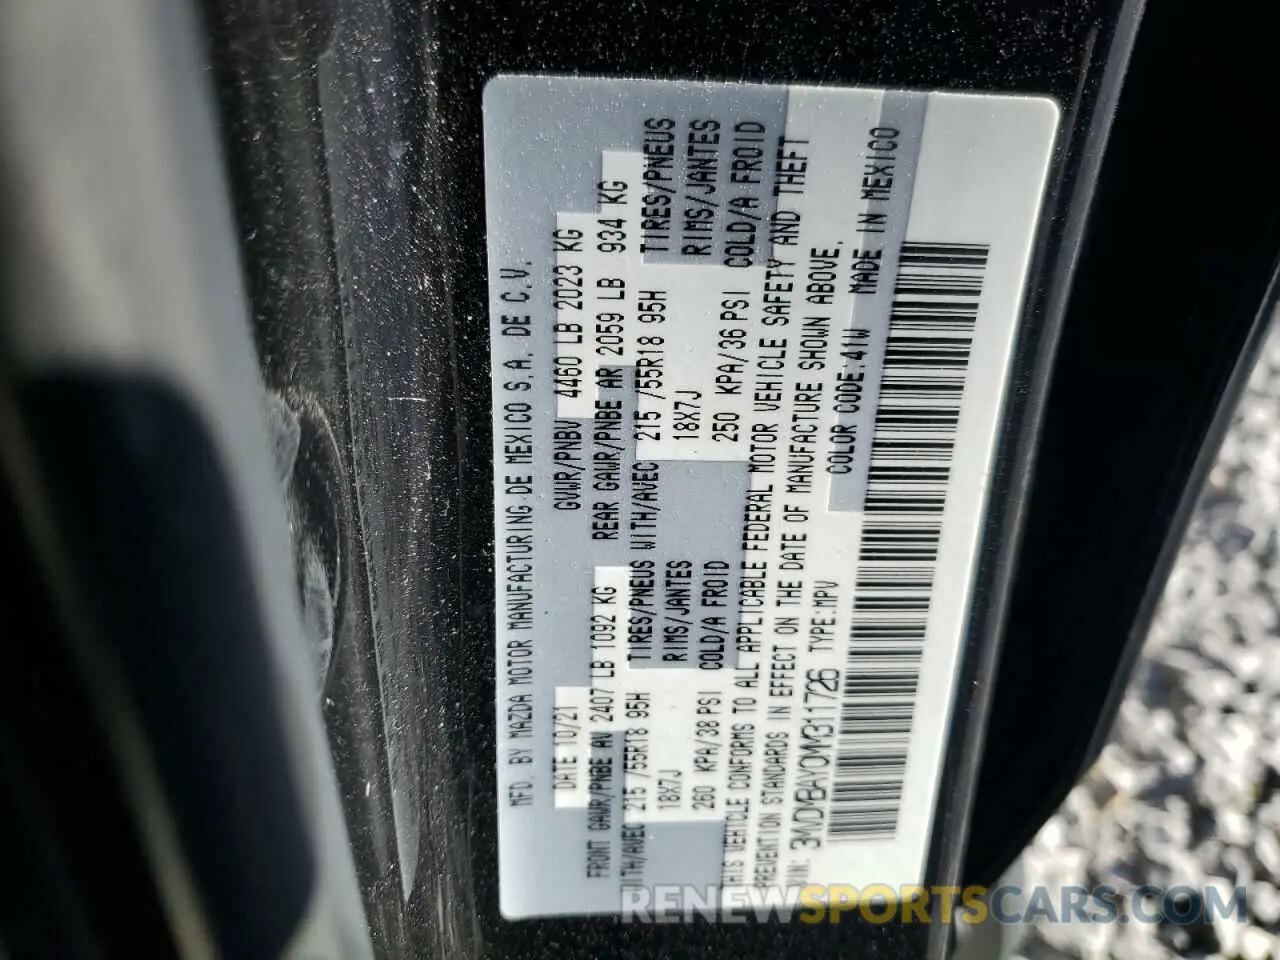 MFD. BY MAZDA MOTOR MANUFACTURING DE MEXICO S.A. DE C.V.
DATE 10/21 GVWR/PNBV 4460 LB 2023 KG
FRONT GAWR/PNBE AV 2407 LB 1092 KG REAR GAWR/PNBE AR 2059 LB 934 KG
WITH/AVEC 215 /55R18 95H TIRES/PNEUS WITH/AVEC 215 /55R18 95H TIRES/PNEUS
18X7J RIMS/JANTES 18X7J RIMS/JANTES
260 KPA/38 PSI COLD/A FROID 250 KPA/36 PSI COLD/A FROID
THIS VEHICLE CONFORMS TO ALL APPLICABLE FEDERAL MOTOR VEHICLE SAFETY AND THEFT
PREVENTION STANDARDS IN EFFECT ON THE DATE OF MANUFACTURE SHOWN ABOVE.
VIN: 3MVDMBAY0NM311726 TYPE:MPV COLOR CODE:41W MADE IN MEXICO
RENEWSPORTSCARS.COM